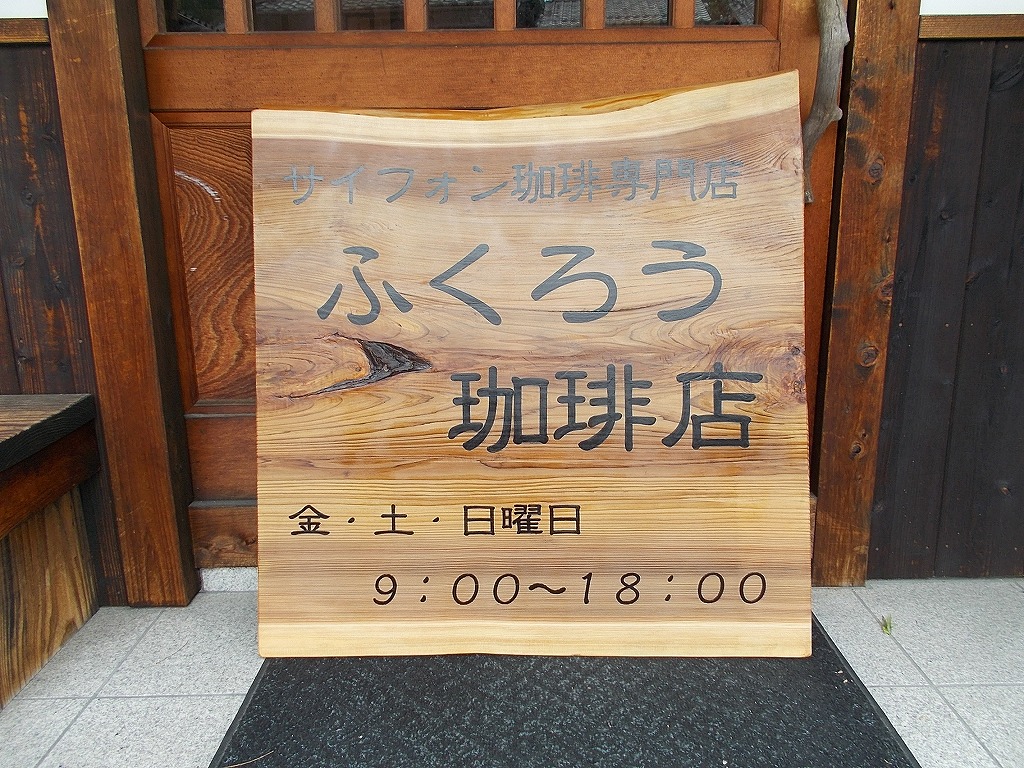 サイフォン珈琲専門店
ふくろう
珈琲店
金・土・日曜日
9:00〜18:00